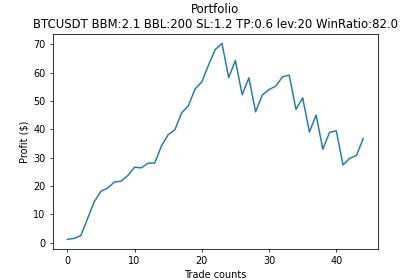 Portfolio
BTCUSDT BBM:2.1 BBL:200 SL:1.2 TP:0.6 lev:20 WinRatio:82.0
70
60
50
40
30
20
10
0
Profit ($)
0 10 20 30 40
Trade counts